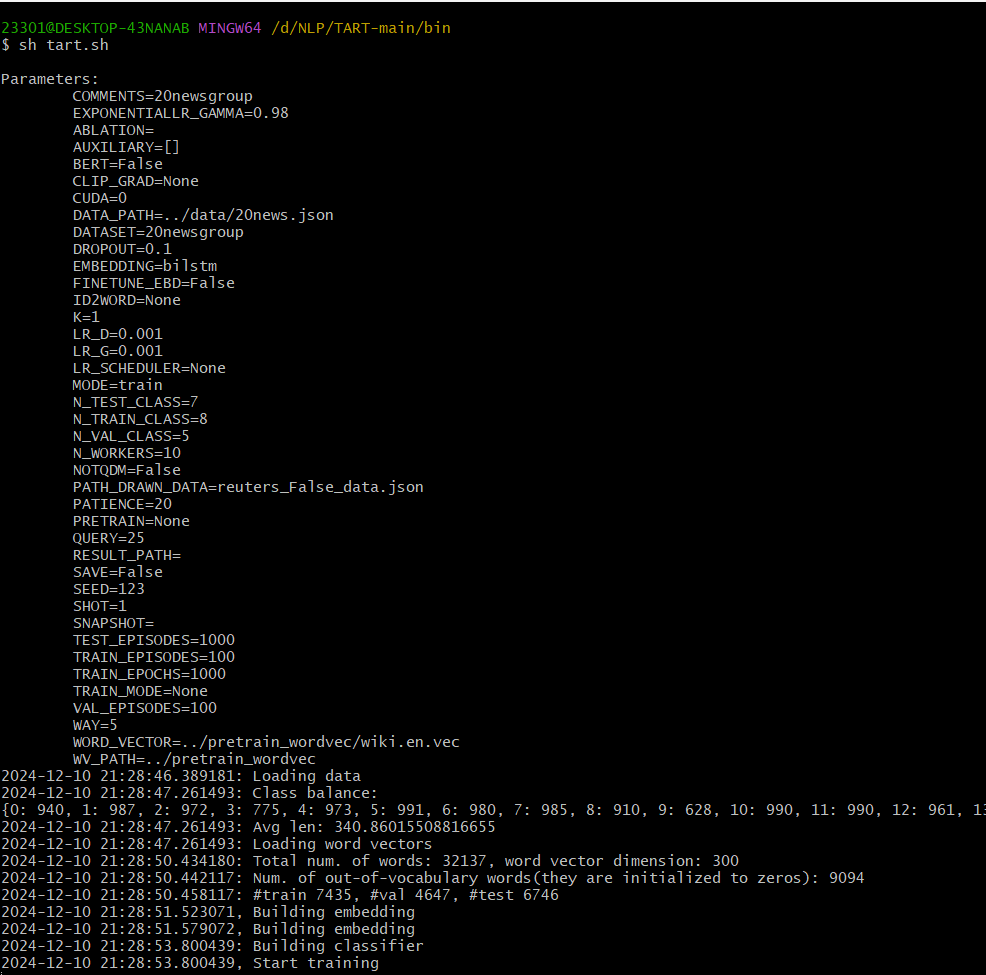 23301@DESKTOP-43NANAB MINGW64 /d/NLP/TART-main/bin
$ sh tart.sh
Parameters:
COMMENTS=20newsgroup
EXPONENTIALLR_GAMMA=0.98
ABLATION=
AUXILIARY=[]
BERT=False
CLIP_GRAD=None
CUDA=0
DATA_PATH=../data/20news.json
DATASET=20newsgroup
DROPOUT=0.1
EMBEDDING=bilstm
FINETUNE_EBD=False
ID2WORD=None
K=1
LR_D=0.001
LR_G=0.001
LR_SCHEDULER=None
MODE=train
N_TEST_CLASS=7
N_TRAIN_CLASS=8
N_VAL_CLASS=5
N_WORKERS=10
NOTQDM=False
PATH_DRAWN_DATA=reuters_False_data.json
PATIENCE=20
PRETRAIN=None
QUERY=25
RESULT_PATH=
SAVE=False
SEED=123
SHOT=1
SNAPSHOT=
TEST_EPISODES=1000
TRAIN_EPISODES=100
TRAIN_EPOCHS=1000
TRAIN_MODE=None
VAL_EPISODES=100
WAY=5
WORD_VECTOR=../pretrain_wordvec/wiki.en.vec
WV_PATH=../pretrain_wordvec
2024-12-10 21:28:46.389181: Loading data
2024-12-10 21:28:47.261493: Class balance:
{0: 940, 1: 987, 2: 972, 3: 775, 4: 973, 5: 991, 6: 980, 7: 985, 8: 910, 9: 628, 10: 990, 11: 990, 12: 961, 13
2024-12-10 21:28:47.261493: Avg len: 340.86015508816655
2024-12-10 21:28:47.261493: Loading word vectors
2024-12-10 21:28:50.434180: Total num. of words: 32137, word vector dimension: 300
2024-12-10 21:28:50.442117: Num. of out-of-vocabulary words(they are initialized to zeros): 9094
2024-12-10 21:28:50.458117: #train 7435, #val 4647, #test 6746
2024-12-10 21:28:51.523071, Building embedding
2024-12-10 21:28:51.579072, Building embedding
2024-12-10 21:28:53.800439: Building classifier
2024-12-10 21:28:53.800439, Start training